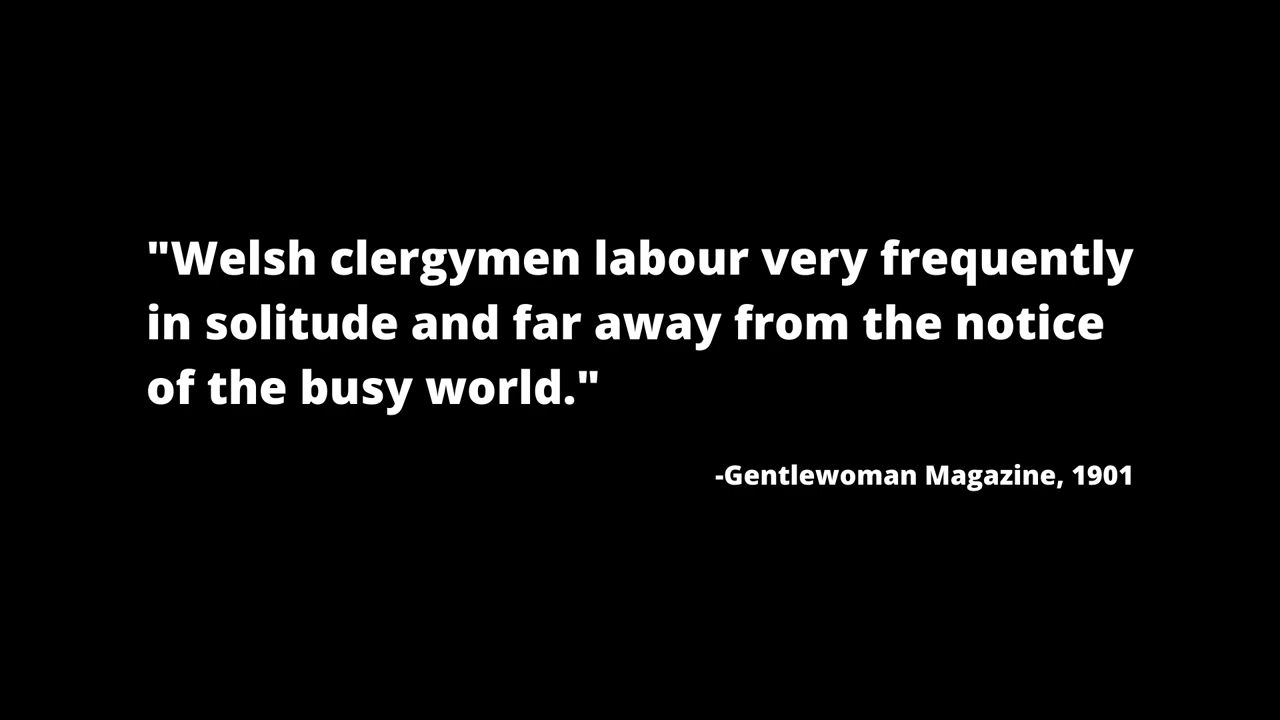 "Welsh clergymen labour very frequently
in solitude and far away from the notice
of the busy world."
-Gentlewoman Magazine, 1901